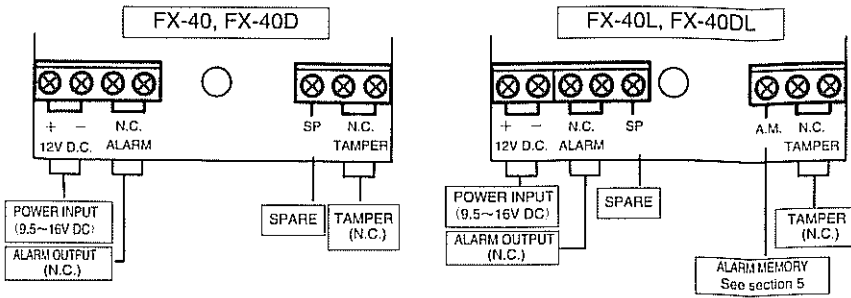 FX-40, FX-40D
+ − N.C. SP N.C.
12V D.C. ALARM TAMPER
POWER INPUT
(9.5~16V DC)
ALARM OUTPUT
(N.C.)
SPARE
TAMPER
(N.C.)
FX-40L, FX-40DL
+ − N.C. SP A.M. N.C.
12V D.C. ALARM TAMPER
POWER INPUT
(9.5~16V DC)
ALARM OUTPUT
(N.C.)
SPARE
TAMPER
(N.C.)
ALARM MEMORY
See section 5